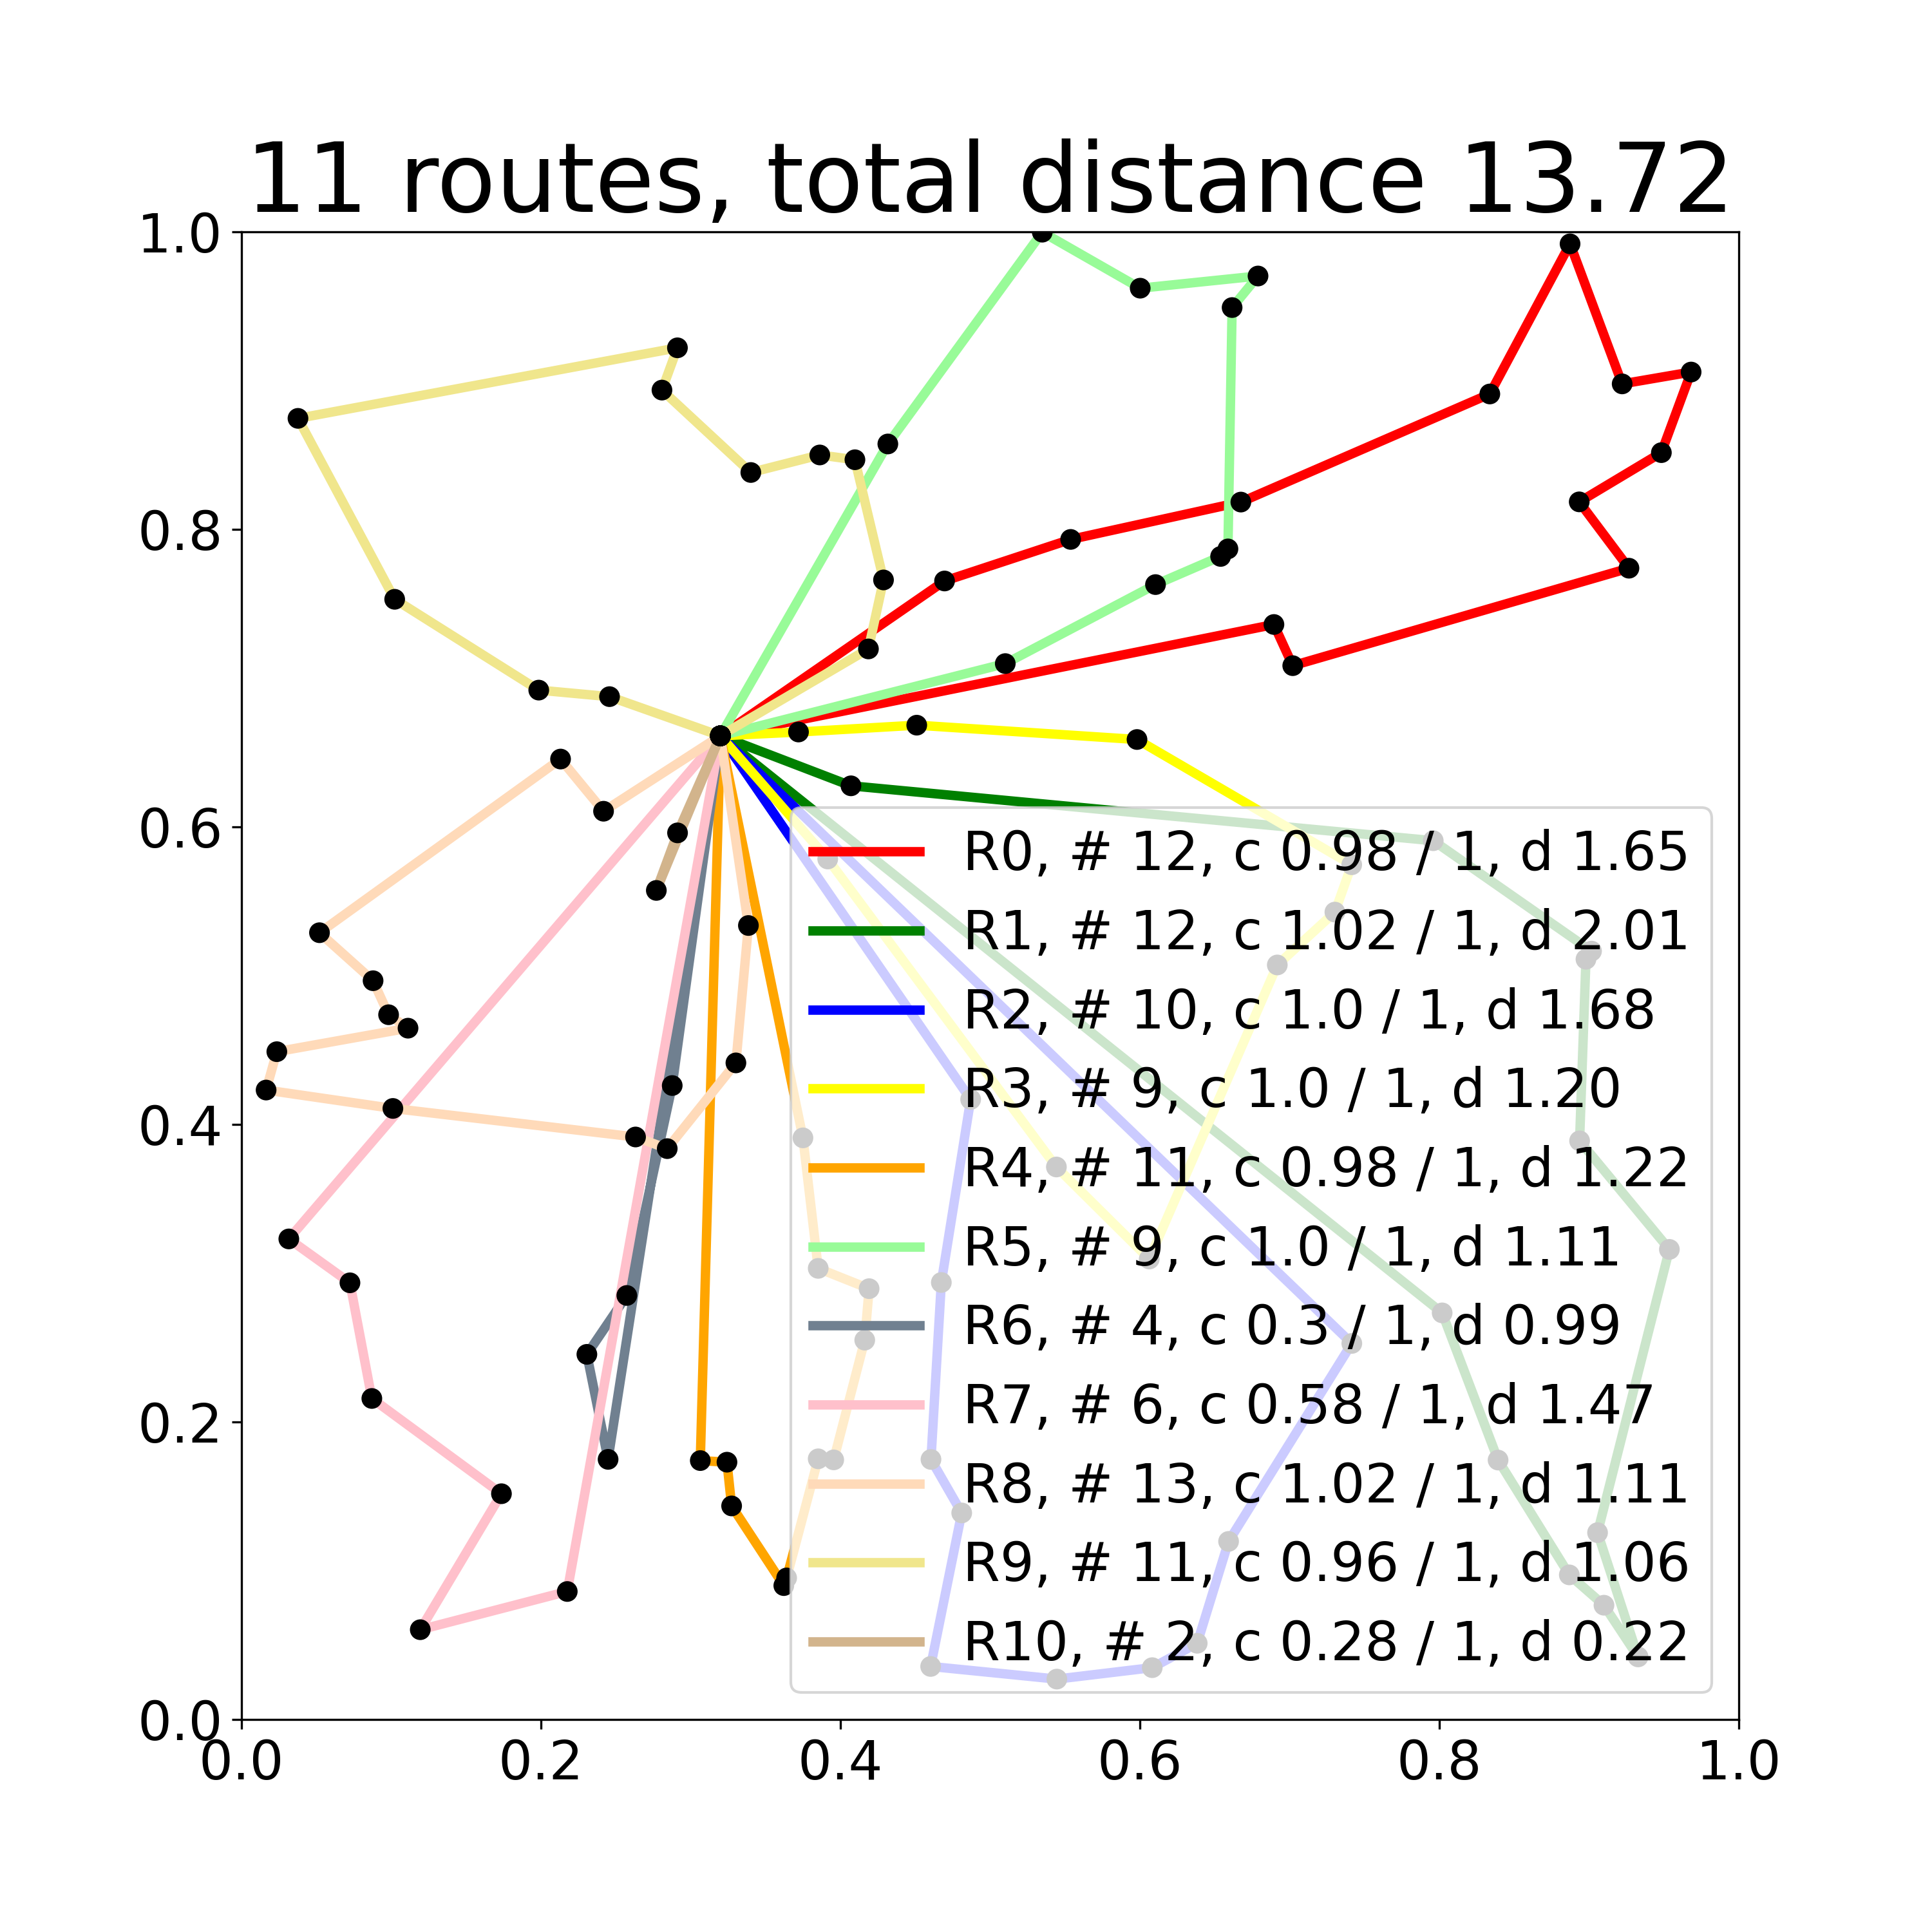 11 routes, total distance 13.72
1.0
0.8
0.6
0.4
0.2
0.0
0.0 0.2 0.4 0.6 0.8 1.0
R0, # 12, c 0.98 / 1, d 1.65
R1, # 12, c 1.02 / 1, d 2.01
R2, # 10, c 1.0 / 1, d 1.68
R3, # 9, c 1.0 / 1, d 1.20
R4, # 11, c 0.98 / 1, d 1.22
R5, # 9, c 1.0 / 1, d 1.11
R6, # 4, c 0.3 / 1, d 0.99
R7, # 6, c 0.58 / 1, d 1.47
R8, # 13, c 1.02 / 1, d 1.11
R9, # 11, c 0.96 / 1, d 1.06
R10, # 2, c 0.28 / 1, d 0.22